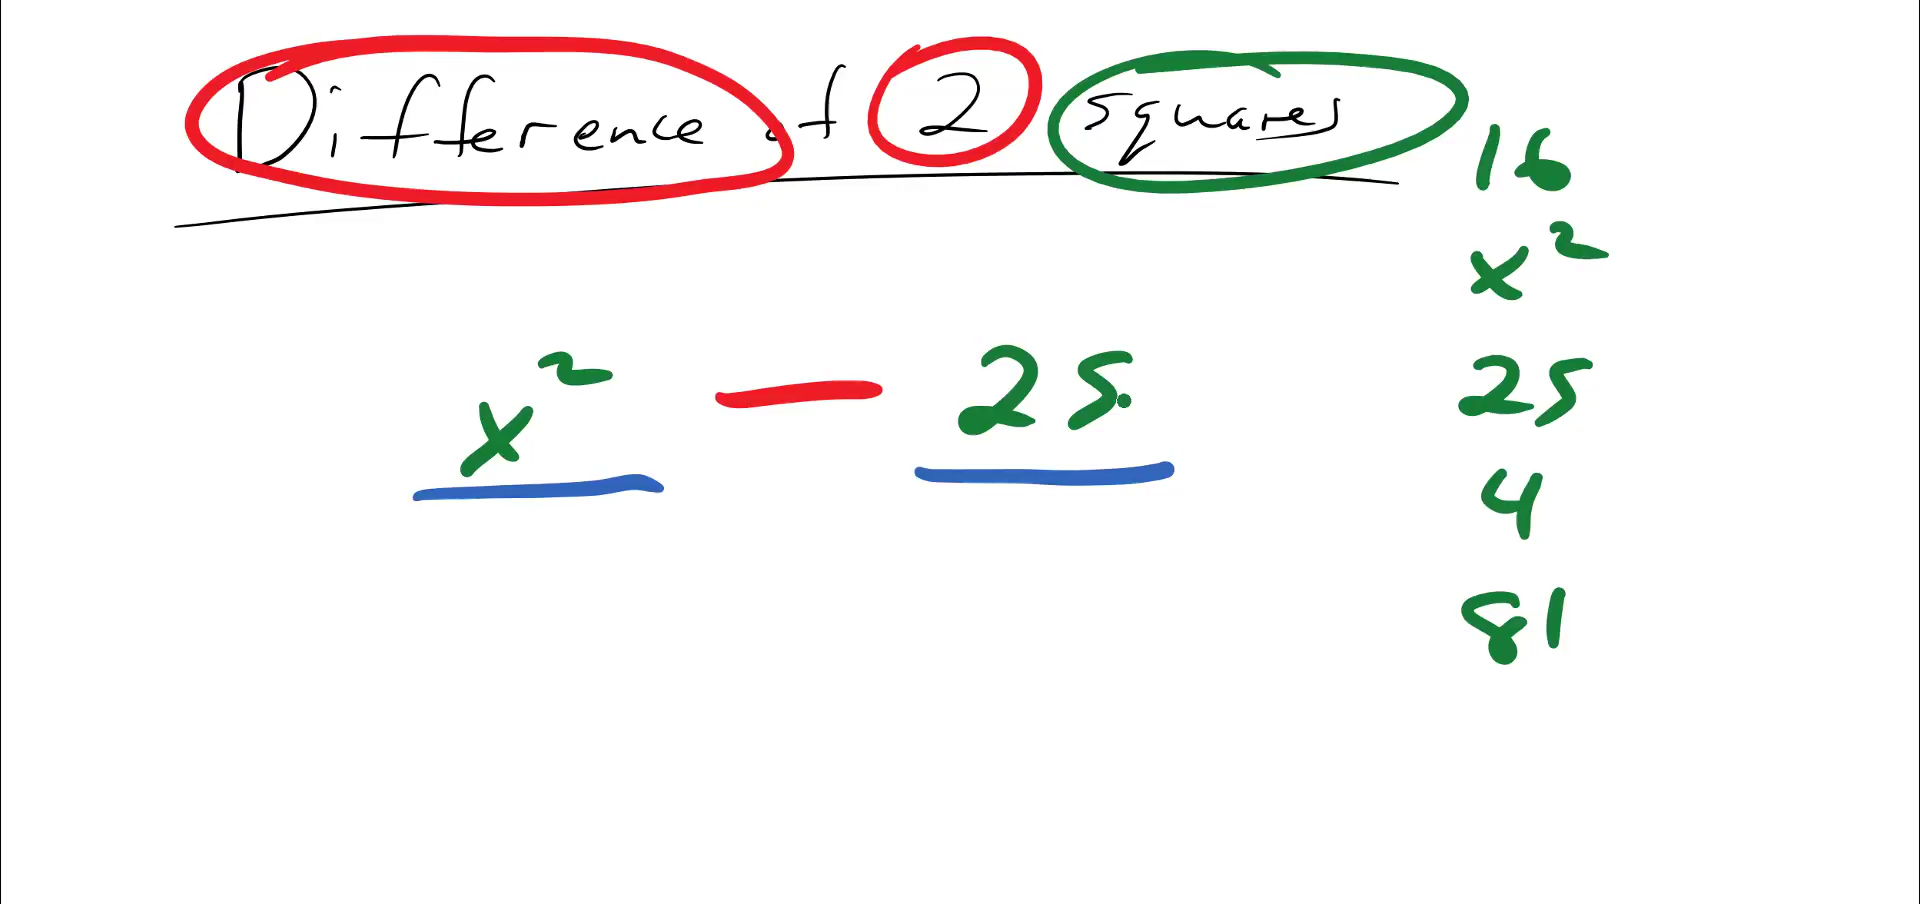 Difference of 2 squares
16
x²
x² — 25
25
4
81